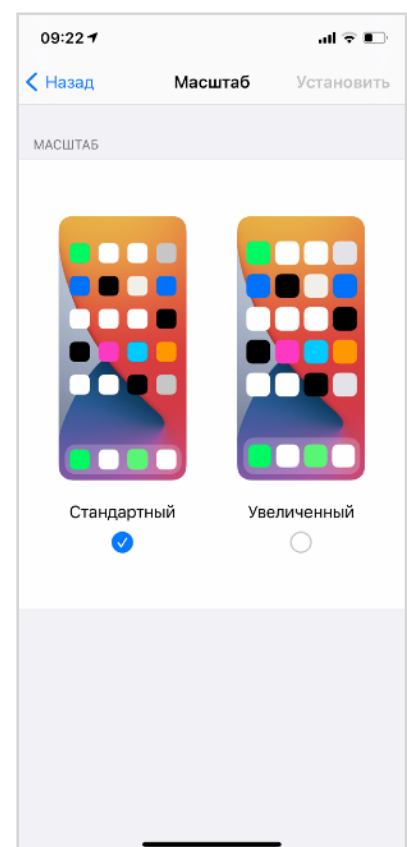 09:22
Назад
Масштаб
Установить
МАСШТАБ
Стандартный
Увеличенный